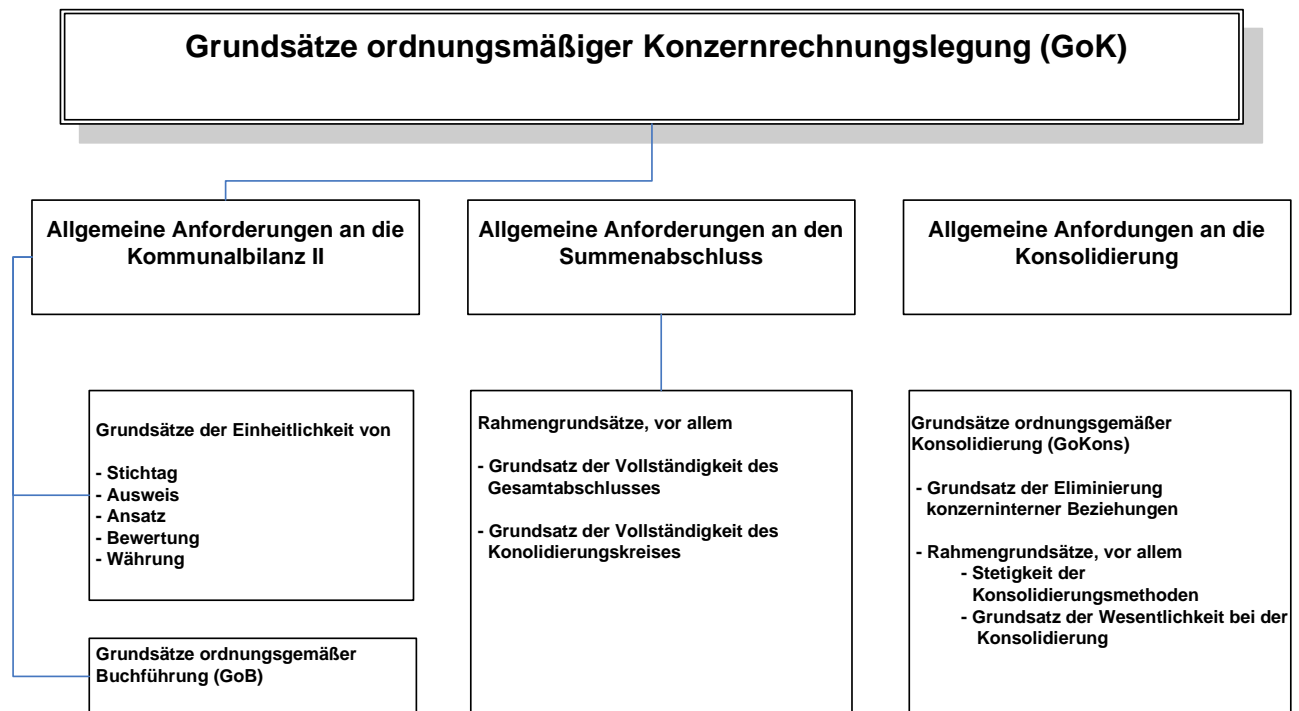 Grundsätze ordnungsmäßiger Konzernrechnungslegung (GoK)
Allgemeine Anforderungen an die
Kommunalbilanz II
Allgemeine Anforderungen an den
Summenabschluss
Allgemeine Anfordungen an die
Konsolidierung
Grundsätze der Einheitlichkeit von
- Stichtag
- Ausweis
- Ansatz
- Bewertung
- Währung
Grundsätze ordnungsgemäßer
Buchführung (GoB)
Rahmengrundsätze, vor allem
- Grundsatz der Vollständigkeit des
Gesamtabschlusses
- Grundsatz der Vollständigkeit des
Konolidierungskreises
Grundsätze ordnungsgemäßer
Konsolidierung (GoKons)
- Grundsatz der Eliminierung
konzerninterner Beziehungen
- Rahmengrundsätze, vor allem
- Stetigkeit der
Konsolidierungsmethoden
- Grundsatz der Wesentlichkeit bei der
Konsolidierung